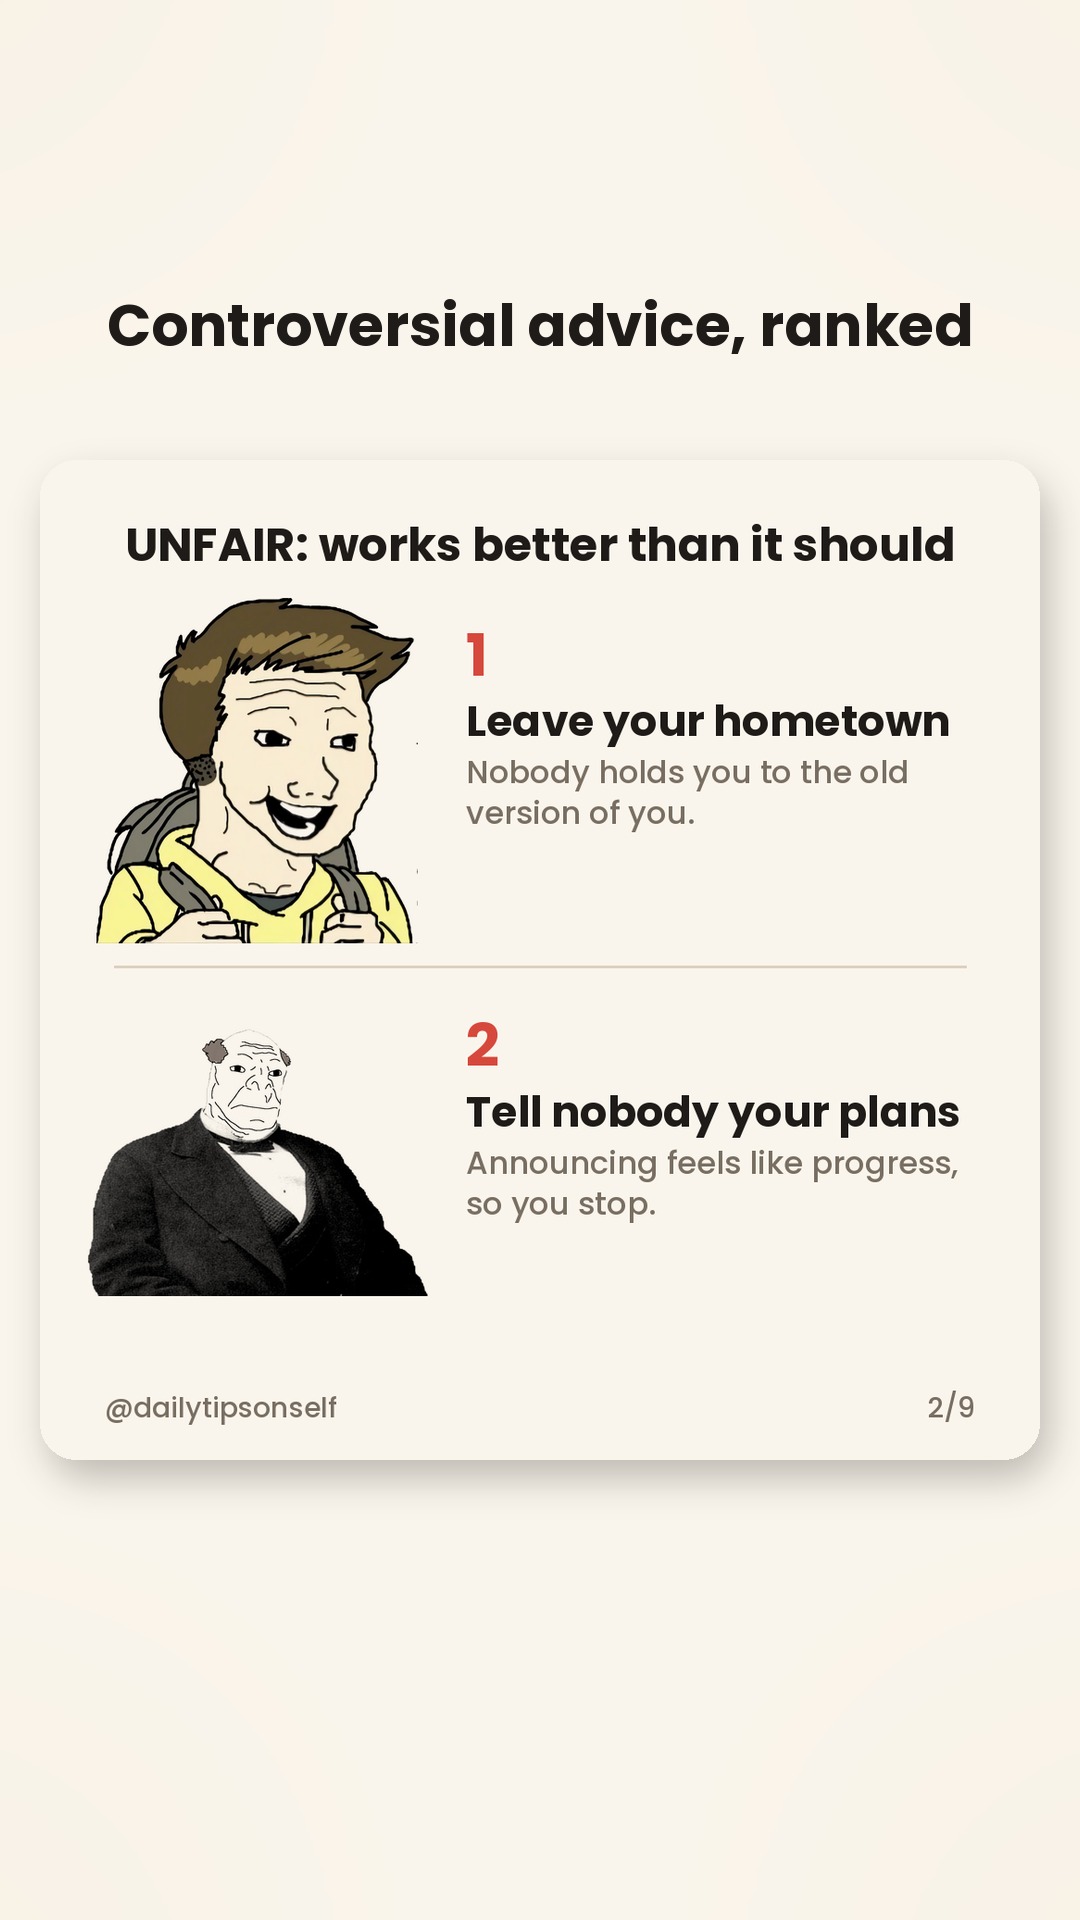 Controversial advice, ranked
UNFAIR: works better than it should
1
Leave your hometown
Nobody holds you to the old
version of you.
2
Tell nobody your plans
Announcing feels like progress,
so you stop.
@dailytipsonself
2/9